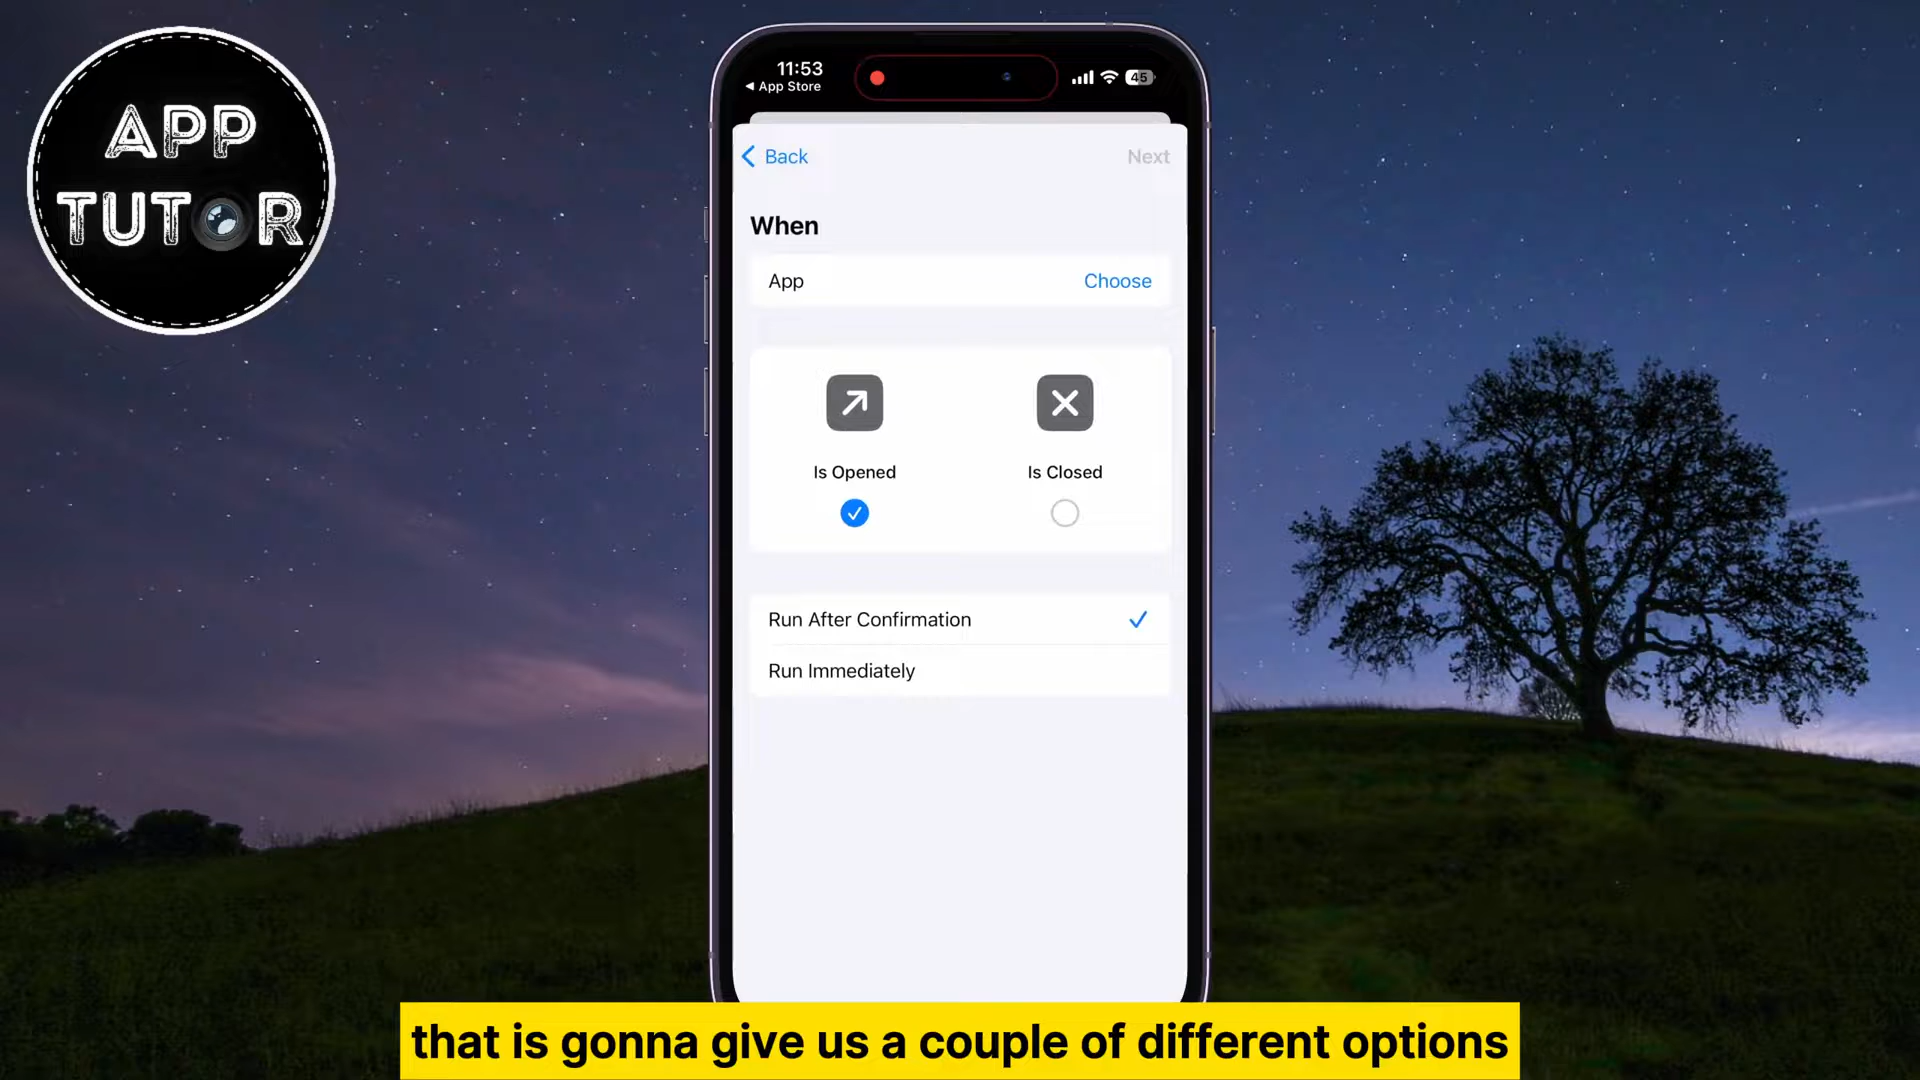 APP
TUTOR
11:53
App Store
45
Back
Next
When
App
Choose
Is Opened
Is Closed
Run After Confirmation
Run Immediately
that is gonna give us a couple of different options